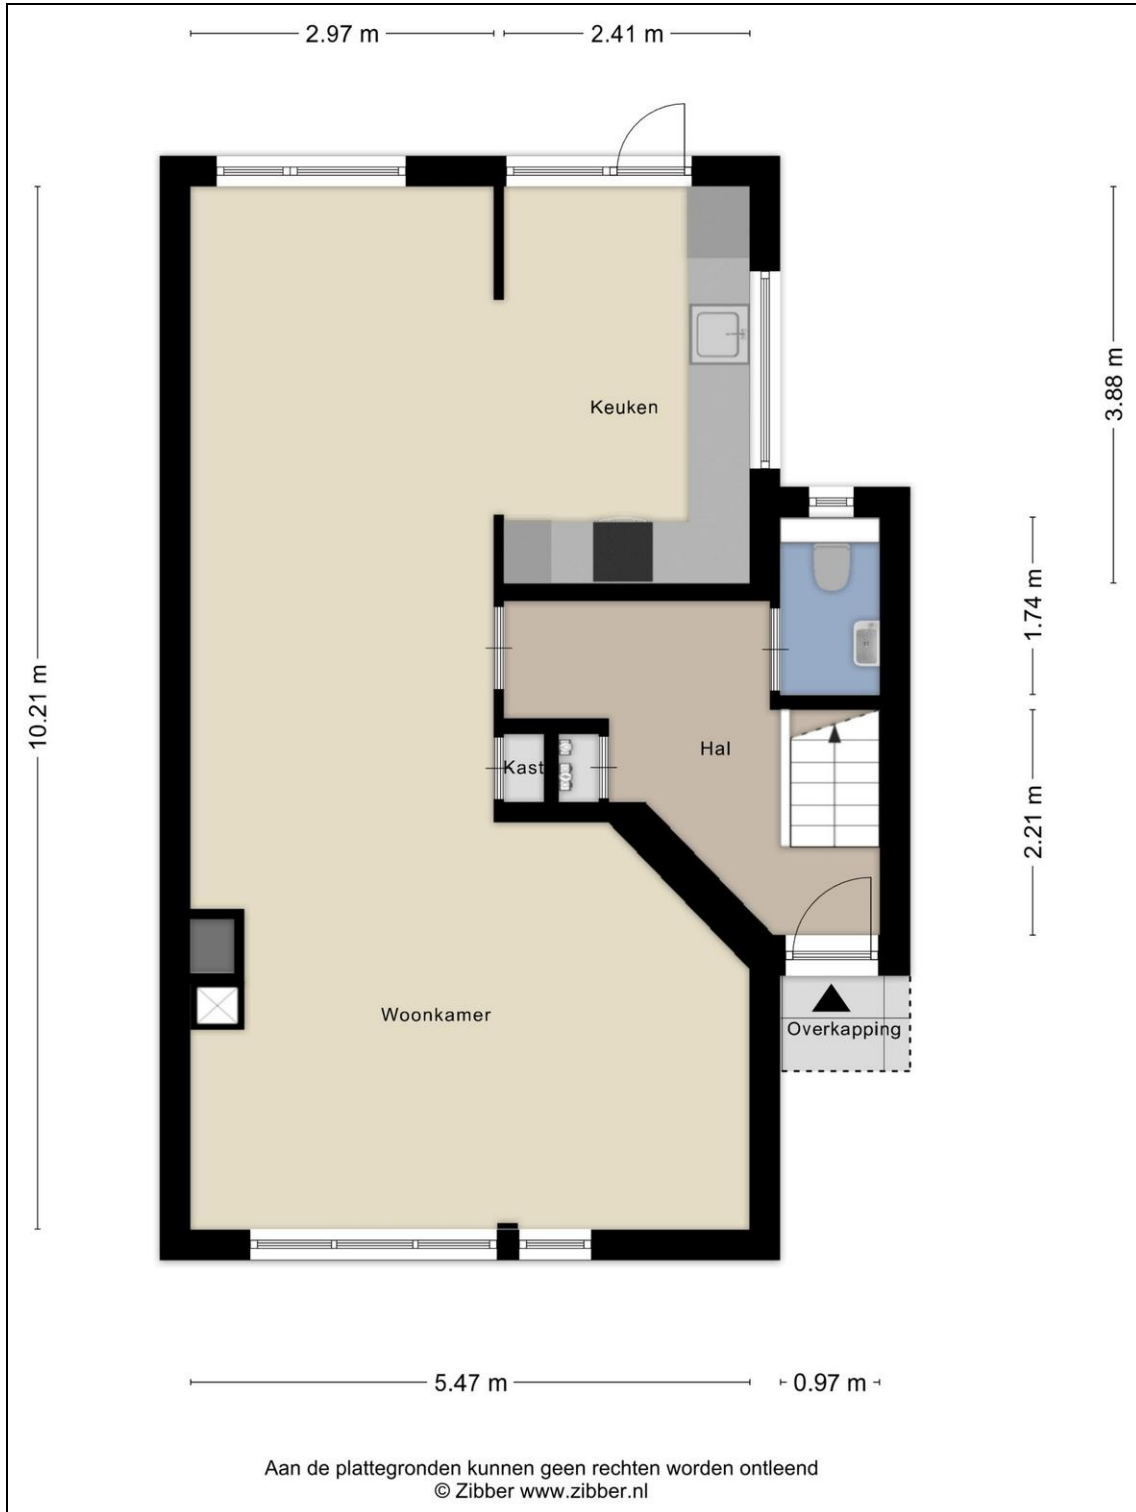 2.97 m
2.41 m
3.88 m
Keuken
1.74 m
10.21 m
Hal
Kast
2.21 m
Woonkamer
Overkapping
5.47 m
0.97 m
Aan de plattegronden kunnen geen rechten worden ontleend
© Zibber www.zibber.nl